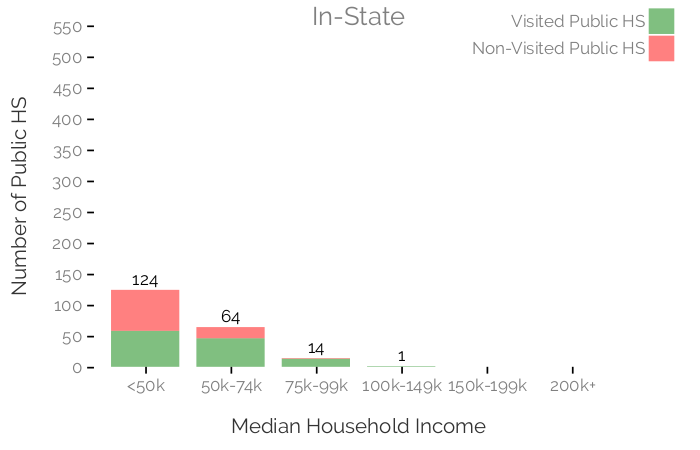 In-State
Visited Public HS
Non-Visited Public HS
Number of Public HS
550
500
450
400
350
300
250
200
150
100
50
0
124
64
14
1
<50k
50k-74k
75k-99k
100k-149k
150k-199k
200k+
Median Household Income